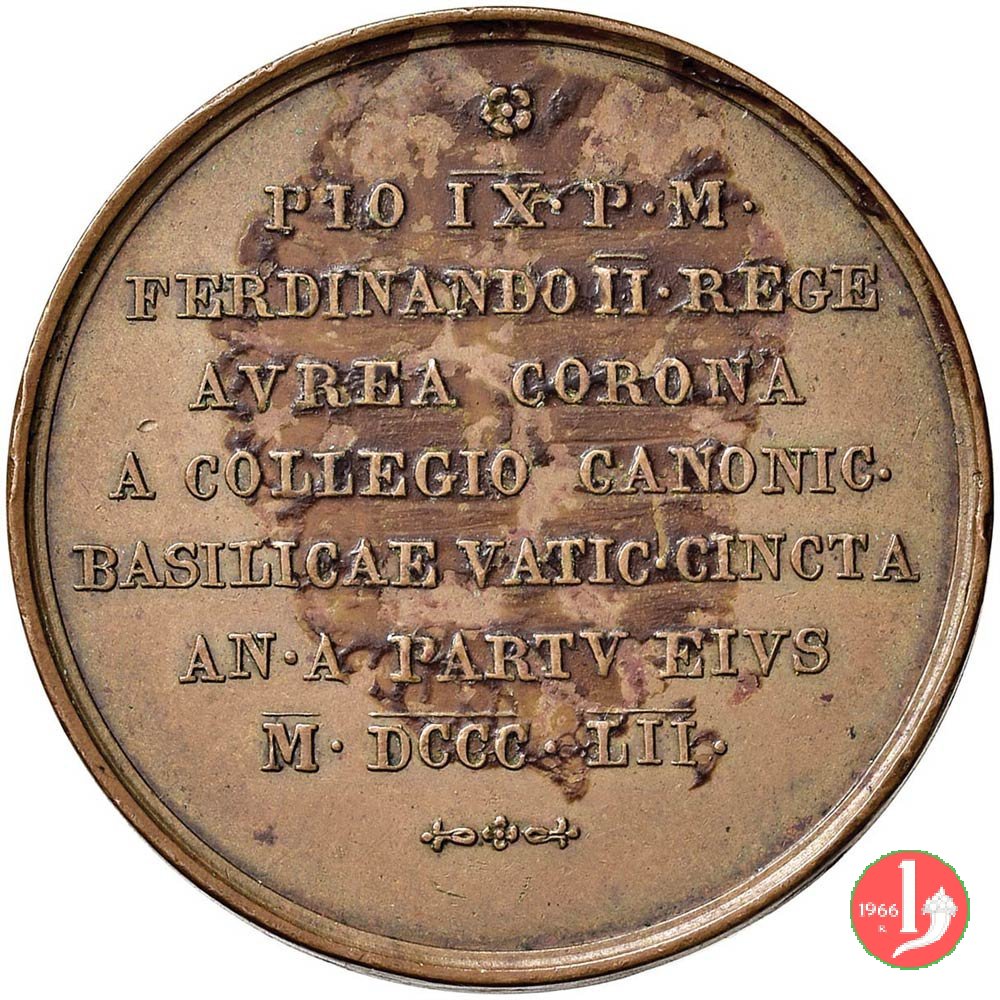 PIO IX· P·M·
FERDINANDO II·REGE
AVREA CORONA
A COLLEGIO CANONIC·
BASILICAE VATIC·CINCTA
AN·A PARTV EIVS
M·DCCC·LII·
1966
R.